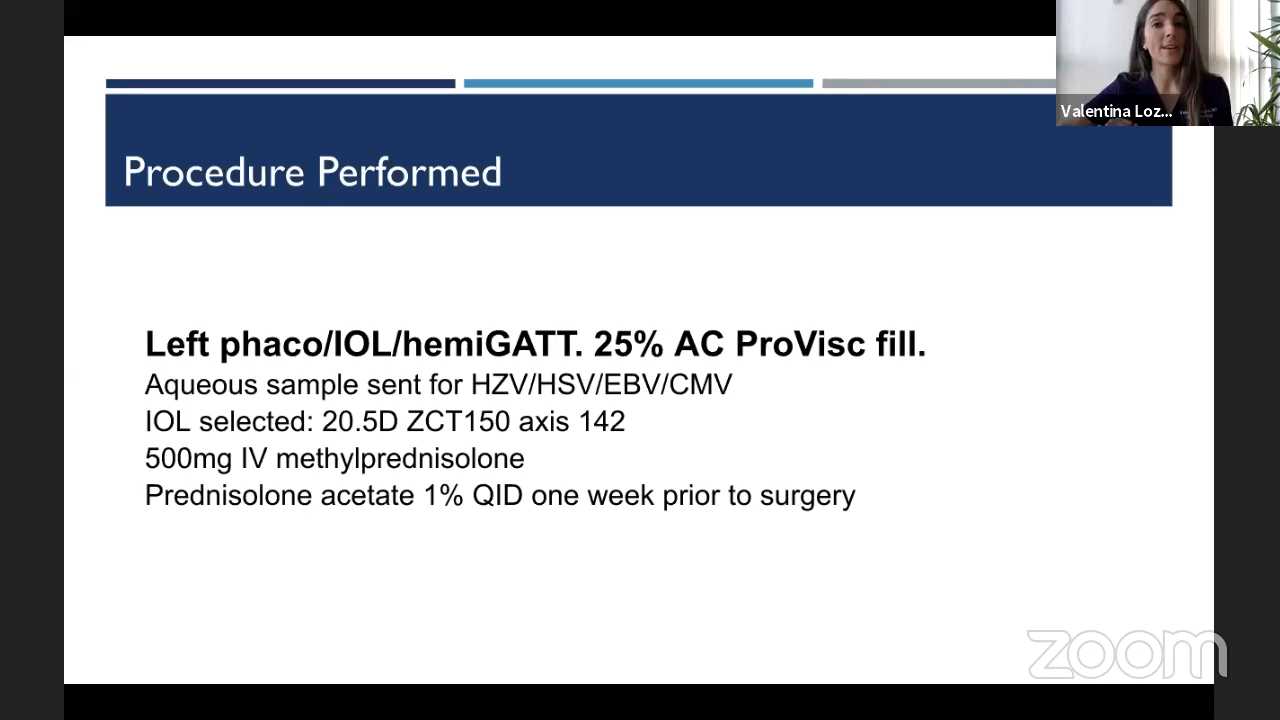 Valentina Loz...
Procedure Performed
Left phaco/IOL/hemiGATT. 25% AC ProVisc fill.
Aqueous sample sent for HZV/HSV/EBV/CMV
IOL selected: 20.5D ZCT150 axis 142
500mg IV methylprednisolone
Prednisolone acetate 1% QID one week prior to surgery
zoom